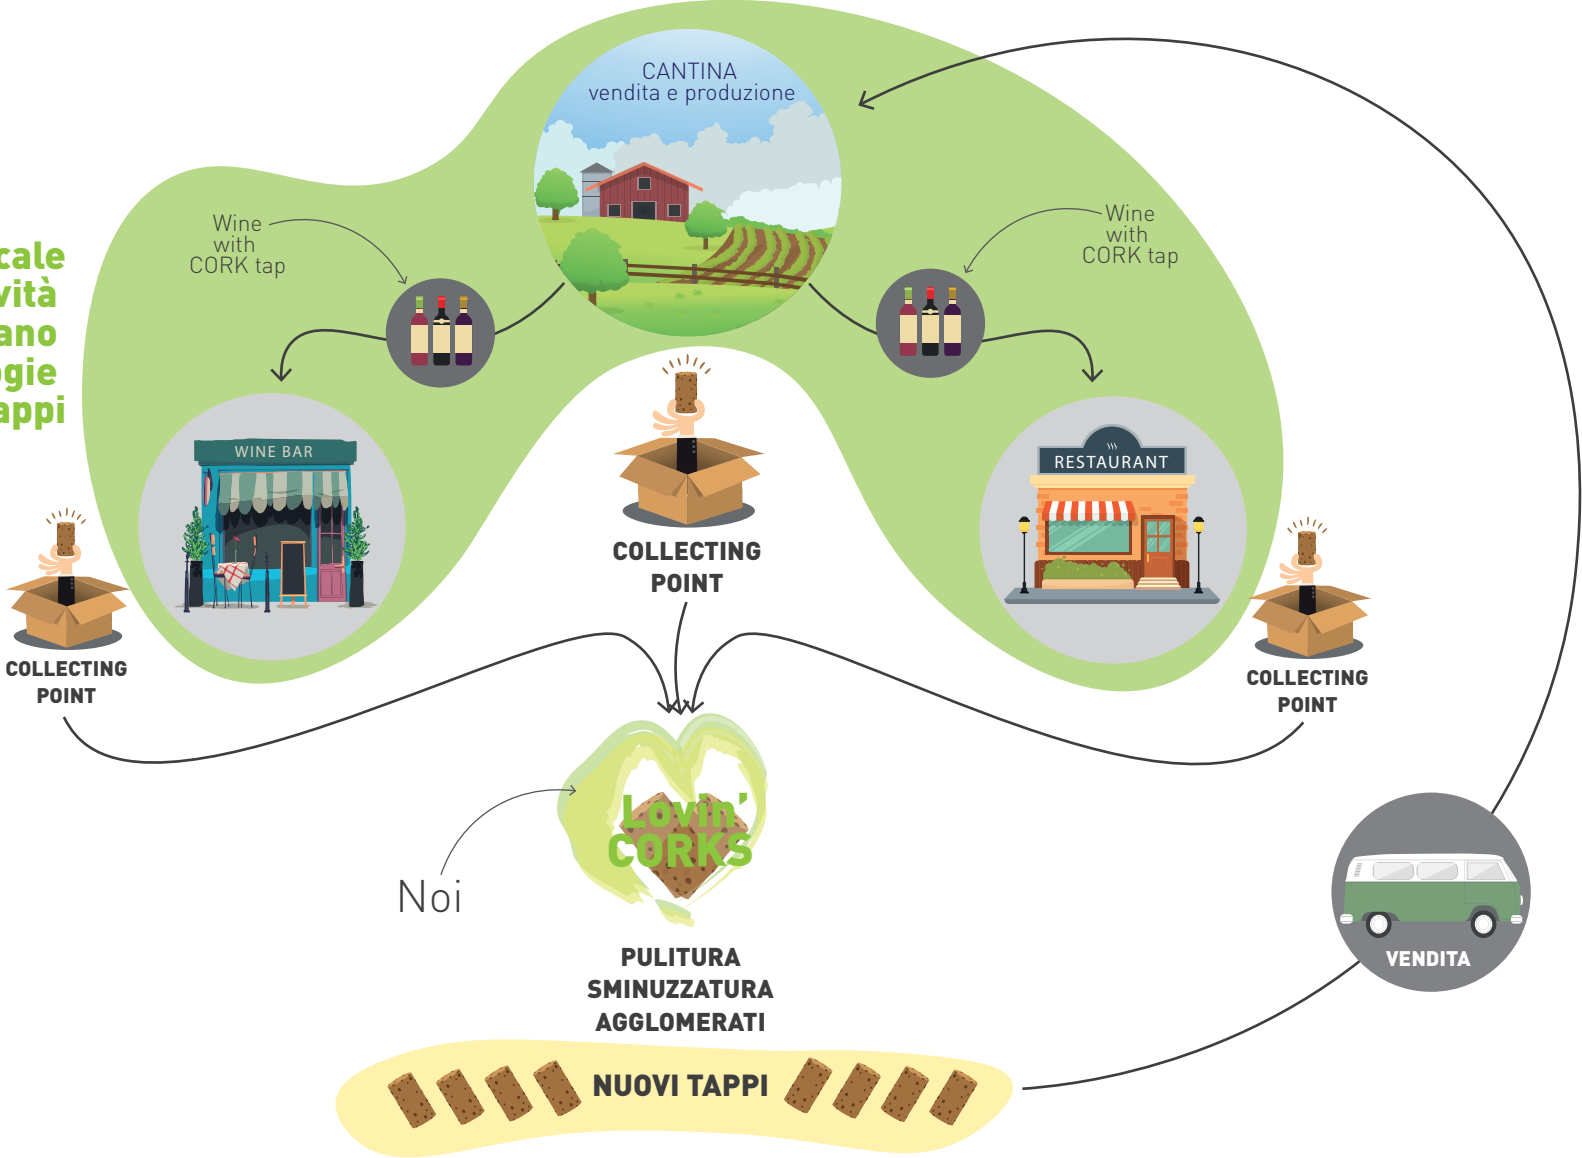 CANTINA
vendita e produzione
Wine
with
CORK tap
Wine
with
CORK tap
WINE BAR
RESTAURANT
COLLECTING
POINT
COLLECTING
POINT
COLLECTING
POINT
Lovin'
CORKS
Noi
PULITURA
SMINUZZATURA
AGGLOMERATI
NUOVI TAPPI
VENDITA